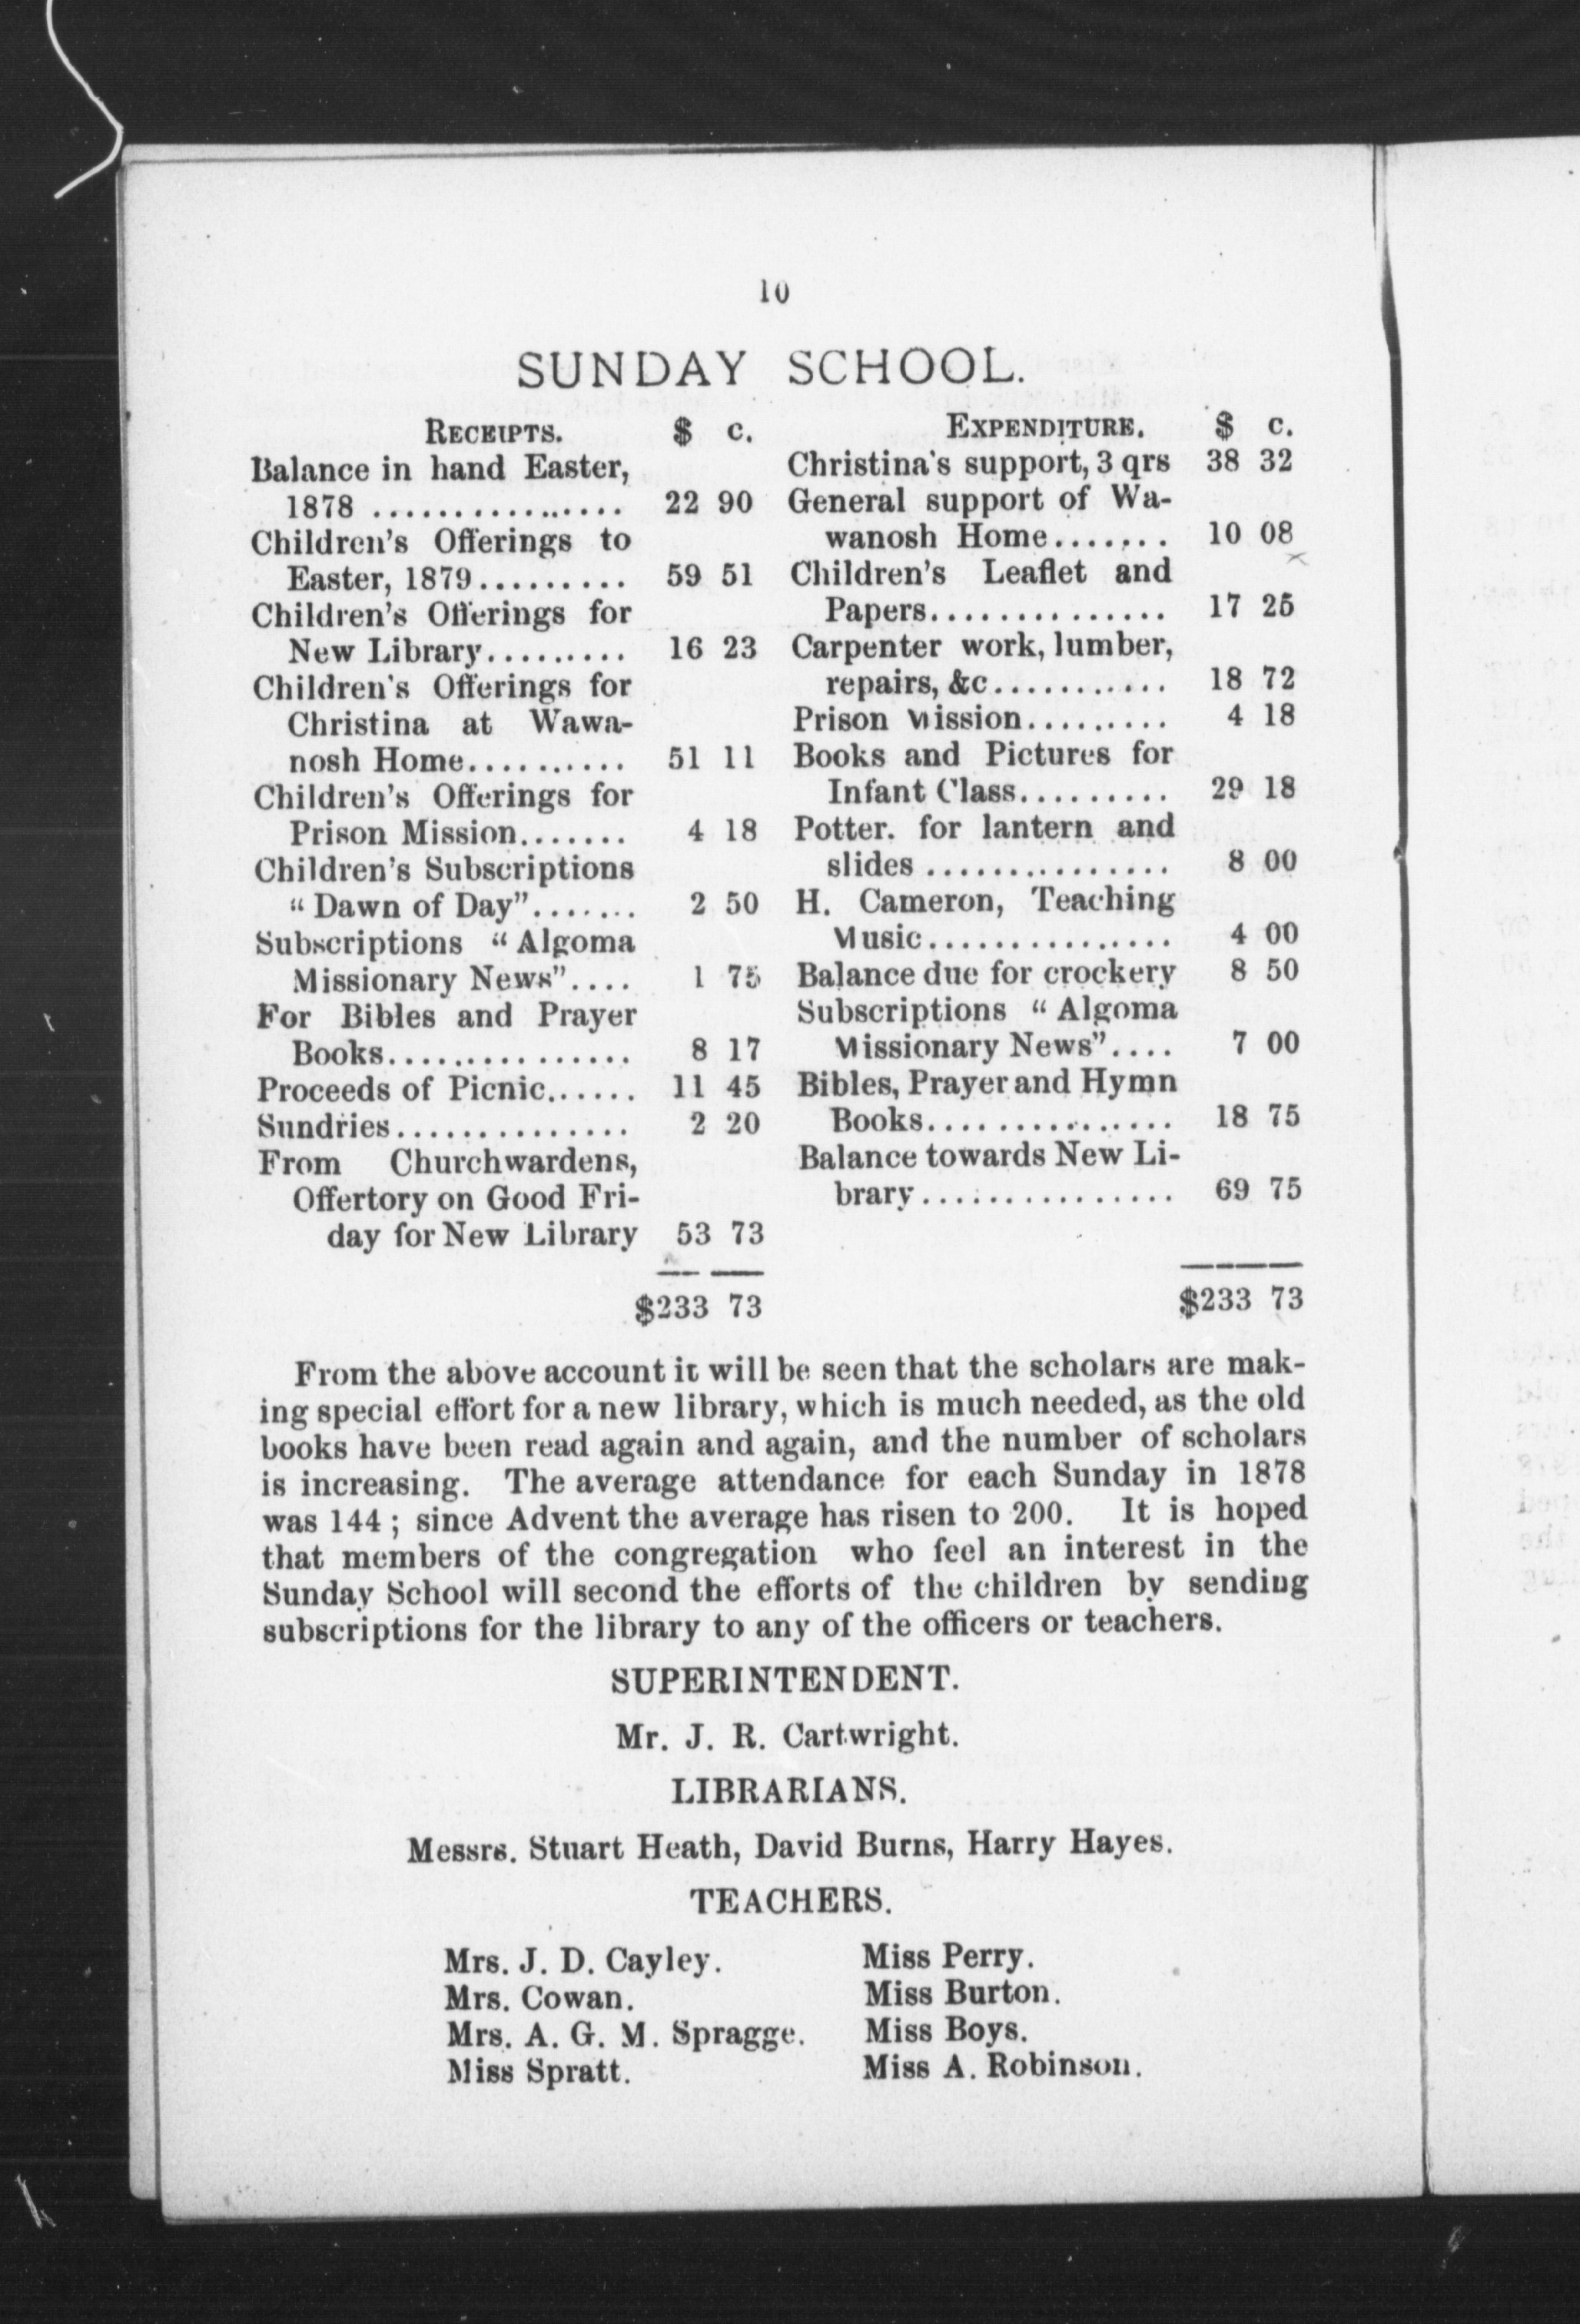 10
SUNDAY SCHOOL.
RECEIPTS. $ c.
Balance in hand Easter,
1878 ................ 22 90
Children's Offerings to
Easter, 1879......... 59 51
Children's Offerings for
New Library......... 16 23
Children's Offerings for
Christina at Wawa-
nosh Home.......... 51 11
Children's Offerings for
Prison Mission....... 4 18
Children's Subscriptions
“Dawn of Day”....... 2 50
Subscriptions “Algoma
Missionary News”.... 1 75
For Bibles and Prayer
Books............... 8 17
Proceeds of Picnic...... 11 45
Sundries.............. 2 20
From Churchwardens,
Offertory on Good Fri-
day for New Library 53 73
$233 73
EXPENDITURE. $ c.
Christina's support, 3 qrs 38 32
General support of Wa-
wanosh Home....... 10 08
Children's Leaflet and
Papers............... 17 25
Carpenter work, lumber,
repairs, &c........... 18 72
Prison Mission......... 4 18
Books and Pictures for
Infant Class......... 29 18
Potter. for lantern and
slides ............... 8 00
H. Cameron, Teaching
Music............... 4 00
Balance due for crockery 8 50
Subscriptions “Algoma
Missionary News”.... 7 00
Bibles, Prayer and Hymn
Books................ 18 75
Balance towards New Li-
brary................ 69 75
$233 73
From the above account it will be seen that the scholars are mak-
ing special effort for a new library, which is much needed, as the old
books have been read again and again, and the number of scholars
is increasing. The average attendance for each Sunday in 1878
was 144 ; since Advent the average has risen to 200. It is hoped
that members of the congregation who feel an interest in the
Sunday School will second the efforts of the children by sending
subscriptions for the library to any of the officers or teachers.
SUPERINTENDENT.
Mr. J. R. Cartwright.
LIBRARIANS.
Messrs. Stuart Heath, David Burns, Harry Hayes.
TEACHERS.
Mrs. J. D. Cayley. Miss Perry.
Mrs. Cowan. Miss Burton.
Mrs. A. G. M. Spragge. Miss Boys.
Miss Spratt. Miss A. Robinson.